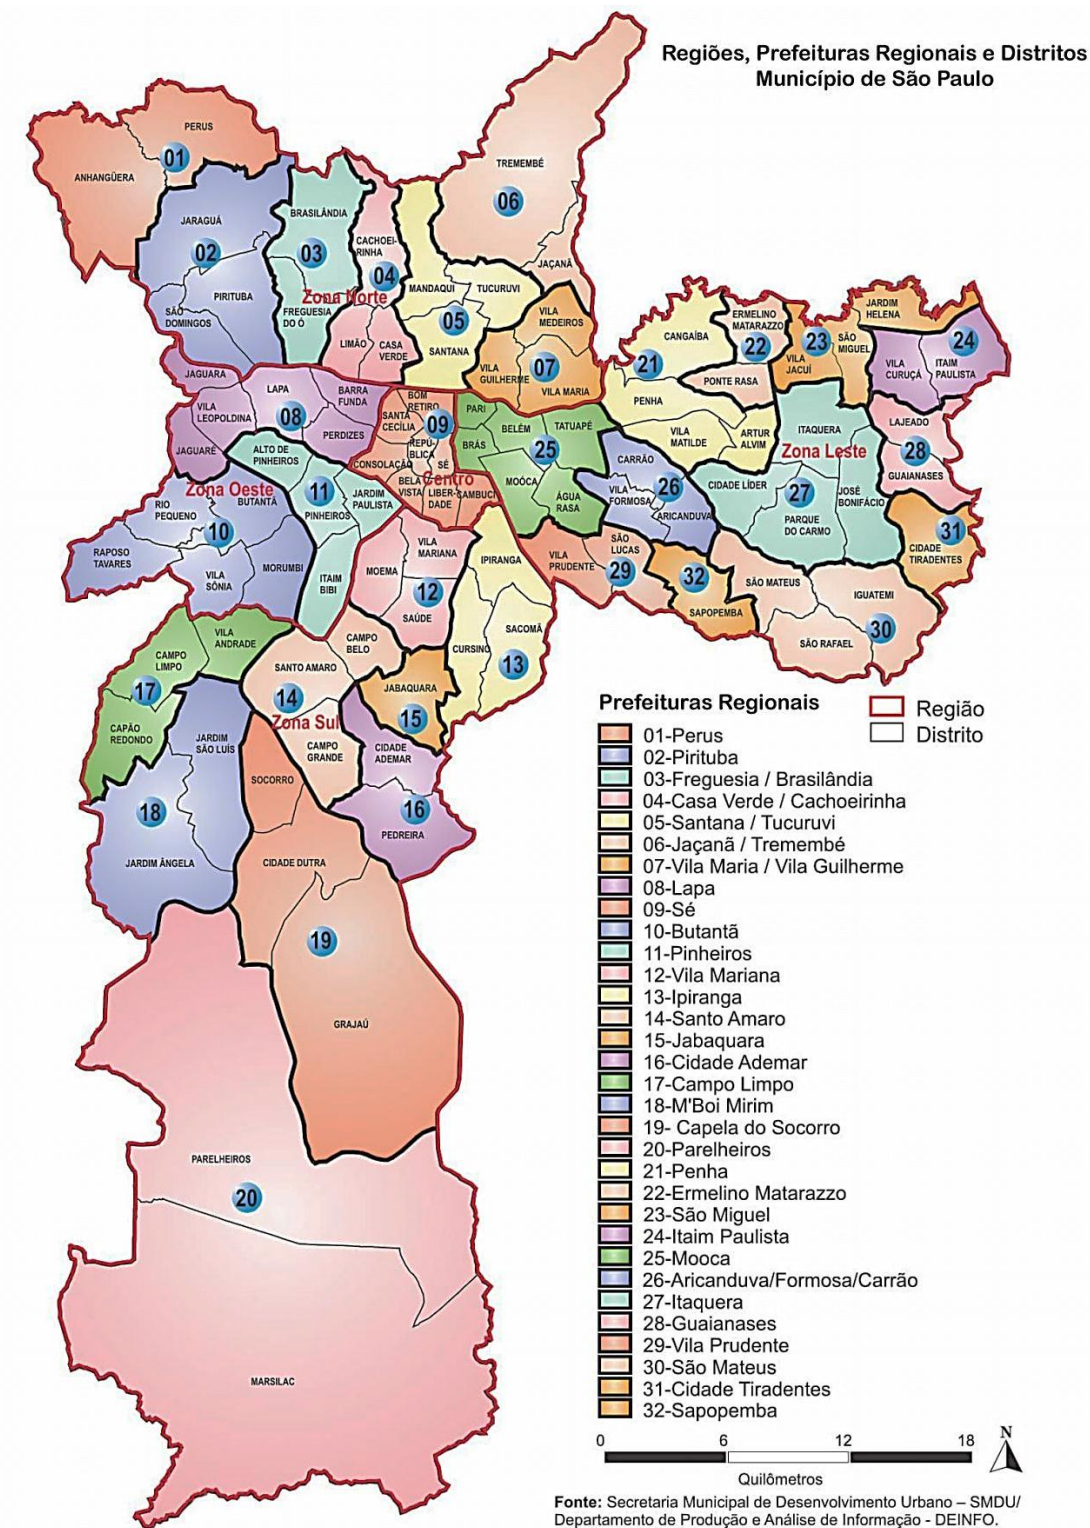 Regiões, Prefeituras Regionais e Distritos
Município de São Paulo
PERUS
01
ANHANGÜERA
TREMEMBÉ
06
JAÇANÃ
JARAGUÁ
02
PIRITUBA
SÃO
DOMINGOS
BRASILÂNDIA
03
FREGUESIA
DO Ó
Zona Norte
CACHOEI-
RINHA
04
LIMÃO
CASA
VERDE
MANDAQUI
TUCURUVI
05
SANTANA
VILA
MEDEIROS
VILA
GUILHERME
07
VILA MARIA
CANGAÍBA
21
PENHA
VILA
MATILDE
ARTUR
ALVIM
ERMELINO
MATARAZZO
22
PONTE RASA
JARDIM
HELENA
23
SÃO
MIGUEL
VILA
JACUÍ
24
VILA
CURUÇÁ
ITAIM
PAULISTA
LAJEADO
28
GUAIANASES
JAGUARA
LAPA
08
BARRA
FUNDA
VILA
LEOPOLDINA
PERDIZES
JAGUARÉ
BOM
RETIRO
SANTA
CECÍLIA
09
REPÚ-
BLICA
SÉ
CONSOLAÇÃO
Centro
BELA
VISTA
LIBER-
DADE
CAMBUCI
PARI
BELÉM
TATUAPÉ
BRÁS
25
MOÓCA
ÁGUA
RASA
CARRÃO
VILA
FORMOSA
26
ARICANDUVA
ITAQUERA
Zona Leste
CIDADE LÍDER
27
JOSÉ
BONIFÁCIO
PARQUE
DO CARMO
31
CIDADE
TIRADENTES
ALTO DE
PINHEIROS
11
PINHEIROS
JARDIM
PAULISTA
ITAIM
BIBI
Zona Oeste
RIO
PEQUENO
BUTANTÃ
10
RAPOSO
TAVARES
VILA
SÔNIA
MORUMBI
VILA
MARIANA
MOEMA
12
SAÚDE
IPIRANGA
SACOMÃ
CURSINO
13
VILA
PRUDENTE
SÃO
LUCAS
29
32
SAPOPEMBA
SÃO MATEUS
IGUATEMI
SÃO RAFAEL
30
VILA
ANDRADE
CAMPO
LIMPO
17
CAPÃO
REDONDO
CAMPO
BELO
SANTO AMARO
14
Zona Sul
CAMPO
GRANDE
JABAQUARA
15
CIDADE
ADEMAR
16
PEDREIRA
JARDIM
SÃO LUÍS
18
JARDIM ÂNGELA
SOCORRO
CIDADE DUTRA
19
GRAJAÚ
PARELHEIROS
20
MARSILAC
Prefeituras Regionais
Região
Distrito
01-Perus
02-Pirituba
03-Freguesia / Brasilândia
04-Casa Verde / Cachoeirinha
05-Santana / Tucuruvi
06-Jaçanã / Tremembé
07-Vila Maria / Vila Guilherme
08-Lapa
09-Sé
10-Butantã
11-Pinheiros
12-Vila Mariana
13-Ipiranga
14-Santo Amaro
15-Jabaquara
16-Cidade Ademar
17-Campo Limpo
18-M'Boi Mirim
19- Capela do Socorro
20-Parelheiros
21-Penha
22-Ermelino Matarazzo
23-São Miguel
24-Itaim Paulista
25-Mooca
26-Aricanduva/Formosa/Carrão
27-Itaquera
28-Guaianases
29-Vila Prudente
30-São Mateus
31-Cidade Tiradentes
32-Sapopemba
0 6 12 18
Quilômetros
N
Fonte: Secretaria Municipal de Desenvolvimento Urbano – SMDU/
Departamento de Produção e Análise de Informação - DEINFO.